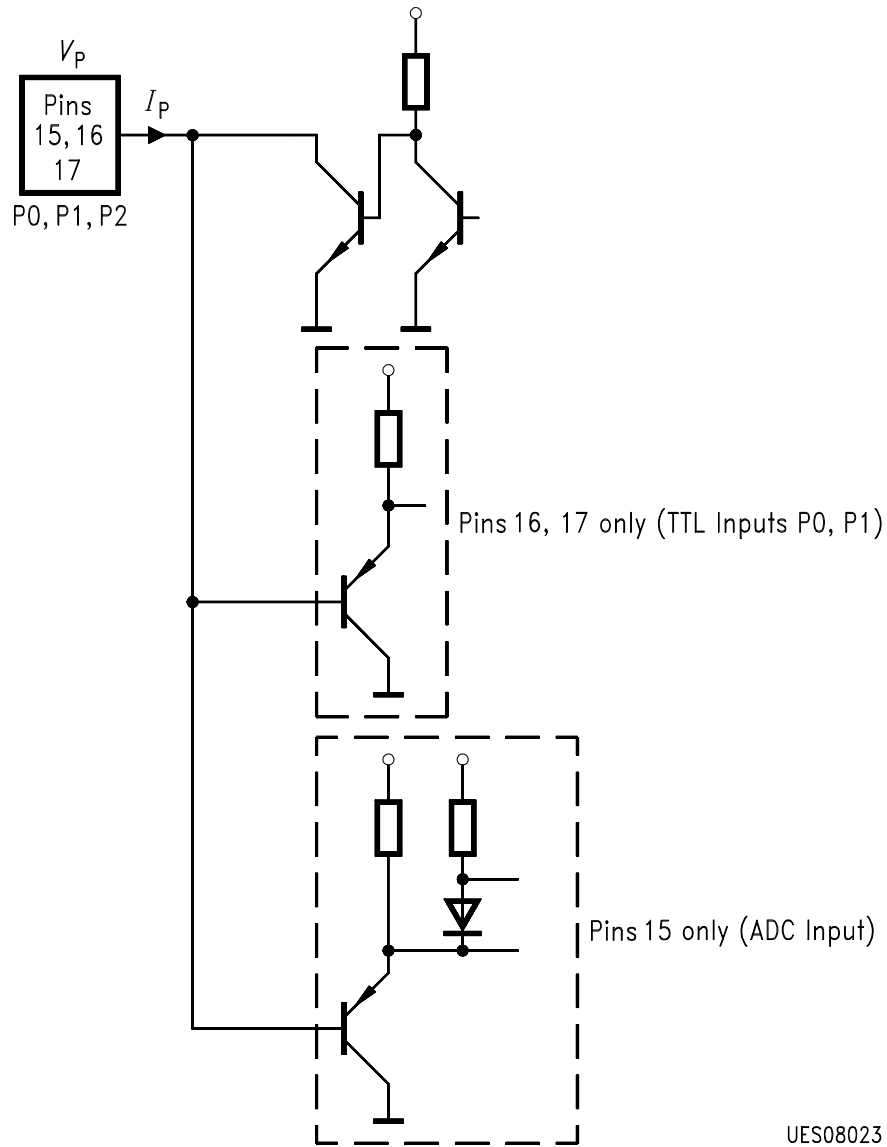 VP
Pins
15, 16
17
IP
P0, P1, P2
Pins 16, 17 only (TTL Inputs P0, P1)
Pins 15 only (ADC Input)
UES08023